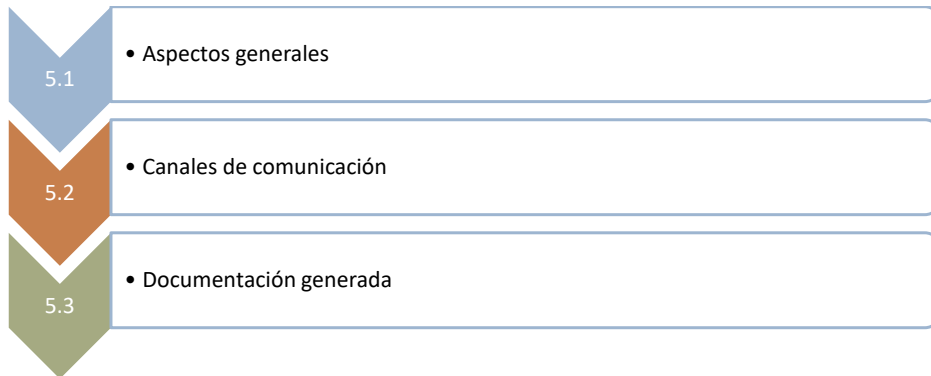 5.1
• Aspectos generales
5.2
• Canales de comunicación
5.3
• Documentación generada